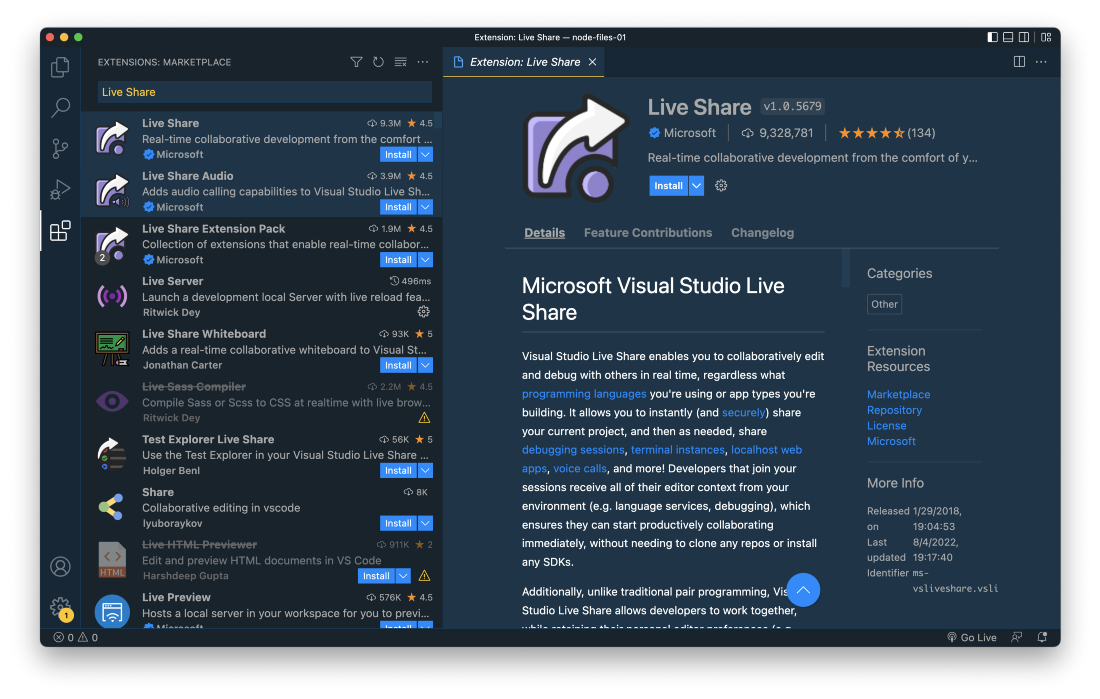 Extension: Live Share — node-files-01
EXTENSIONS: MARKETPLACE
Live Share
Live Share 9.3M 4.5
Real-time collaborative development from the comfort ...
Microsoft Install
Live Share Audio 3.9M 4.5
Adds audio calling capabilities to Visual Studio Live Sh...
Microsoft Install
Live Share Extension Pack 1.9M 4.5
Collection of extensions that enable real-time collabor...
2 Microsoft Install
Live Server 496ms
Launch a development local Server with live reload fea...
Ritwick Dey
Live Share Whiteboard 93K 5
Adds a real-time collaborative whiteboard to Visual St...
Jonathan Carter Install
Live Sass Compiler 2.2M 4.5
Compile Sass or Scss to CSS at realtime with live brow...
Ritwick Dey
Test Explorer Live Share 56K 5
Use the Test Explorer in your Visual Studio Live Share ...
Holger Benl Install
Share 8K
Collaborative editing in vscode
lyuboraykov Install
Live HTML Previewer 911K 2
Edit and preview HTML documents in VS Code
HTML Harshdeep Gupta Install
Live Preview 576K 4.5
Hosts a local server in your workspace for you to previ...
Microsoft Install
1
0 0
Extension: Live Share
Live Share v1.0.5679
Microsoft 9,328,781 (134)
Real-time collaborative development from the comfort of y...
Install
Details Feature Contributions Changelog
Microsoft Visual Studio Live
Share
Visual Studio Live Share enables you to collaboratively edit
and debug with others in real time, regardless what
programming languages you're using or app types you're
building. It allows you to instantly (and securely) share
your current project, and then as needed, share
debugging sessions, terminal instances, localhost web
apps, voice calls, and more! Developers that join your
sessions receive all of their editor context from your
environment (e.g. language services, debugging), which
ensures they can start productively collaborating
immediately, without needing to clone any repos or install
any SDKs.
Additionally, unlike traditional pair programming, Vis
Studio Live Share allows developers to work together,
while retaining their personal editor preferences (e.g.
Categories
Other
Extension
Resources
Marketplace
Repository
License
Microsoft
More Info
Released 1/29/2018,
on 19:04:53
Last 8/4/2022,
updated 19:17:40
Identifier ms-
vsliveshare.vsli
Go Live